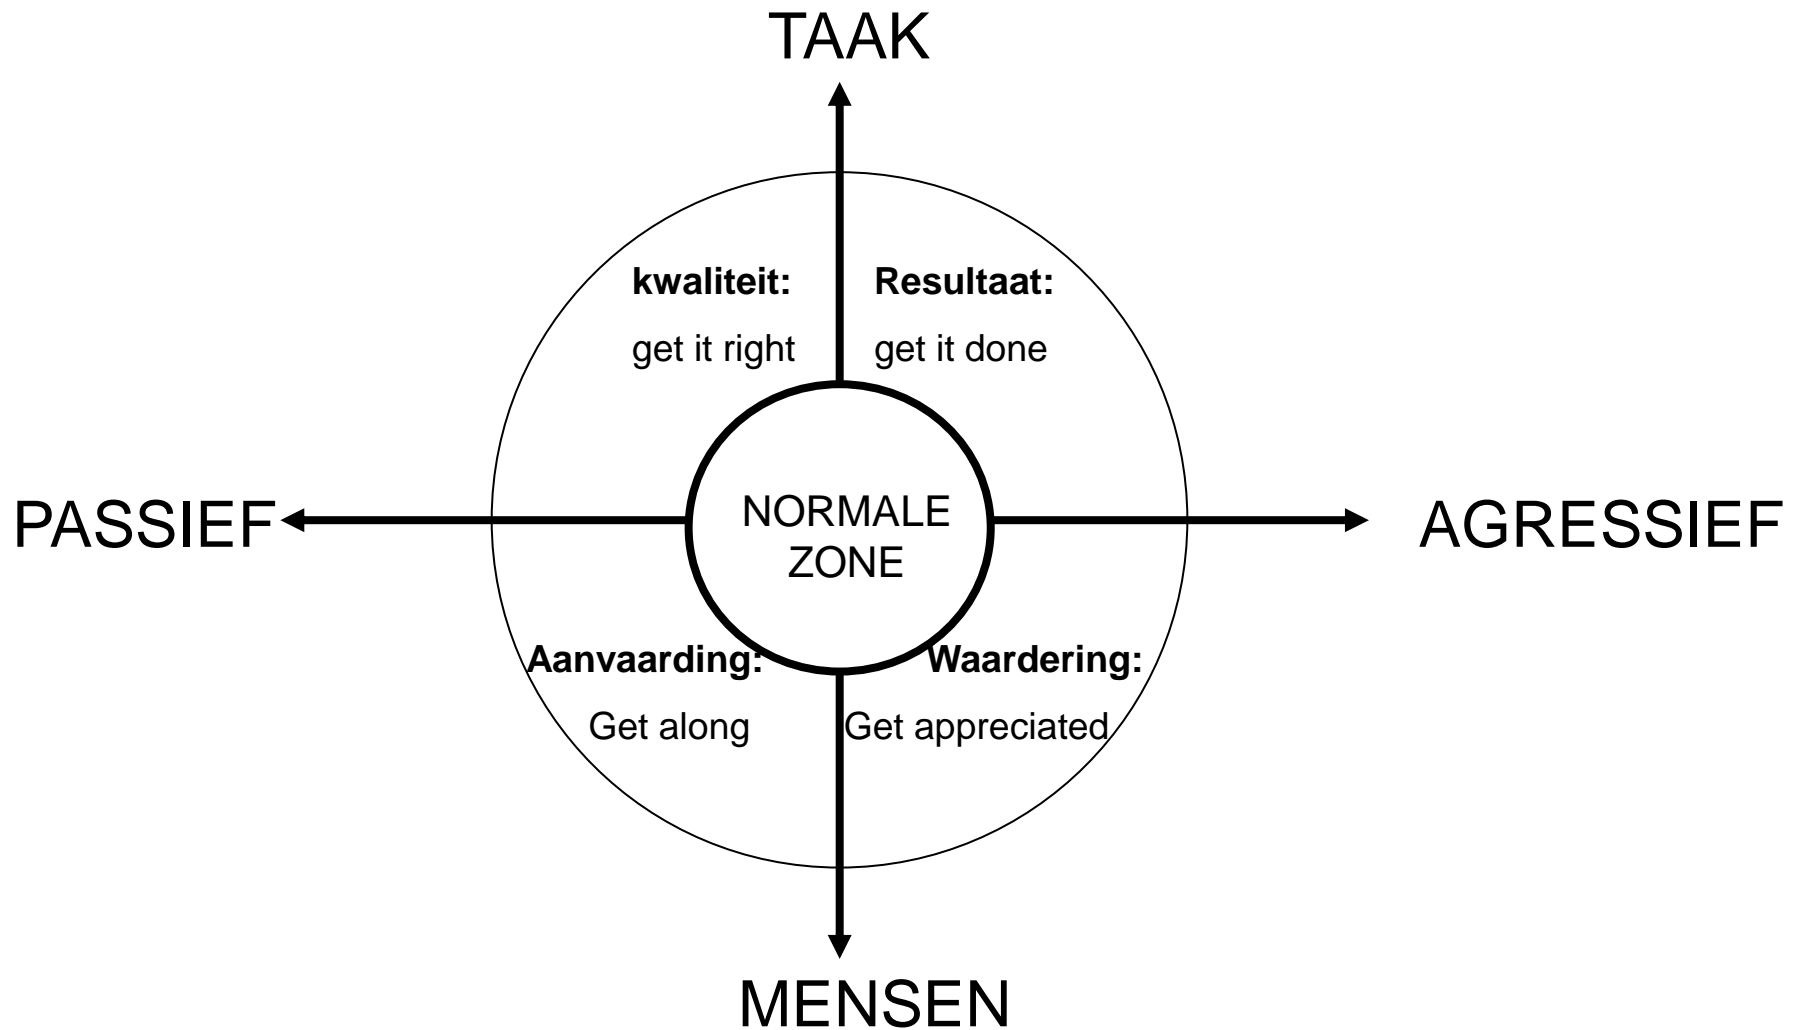 TAAK
kwaliteit:
get it right
Resultaat:
get it done
PASSIEF
NORMALE
ZONE
AGRESSIEF
Aanvaarding:
Get along
Waardering:
Get appreciated
MENSEN